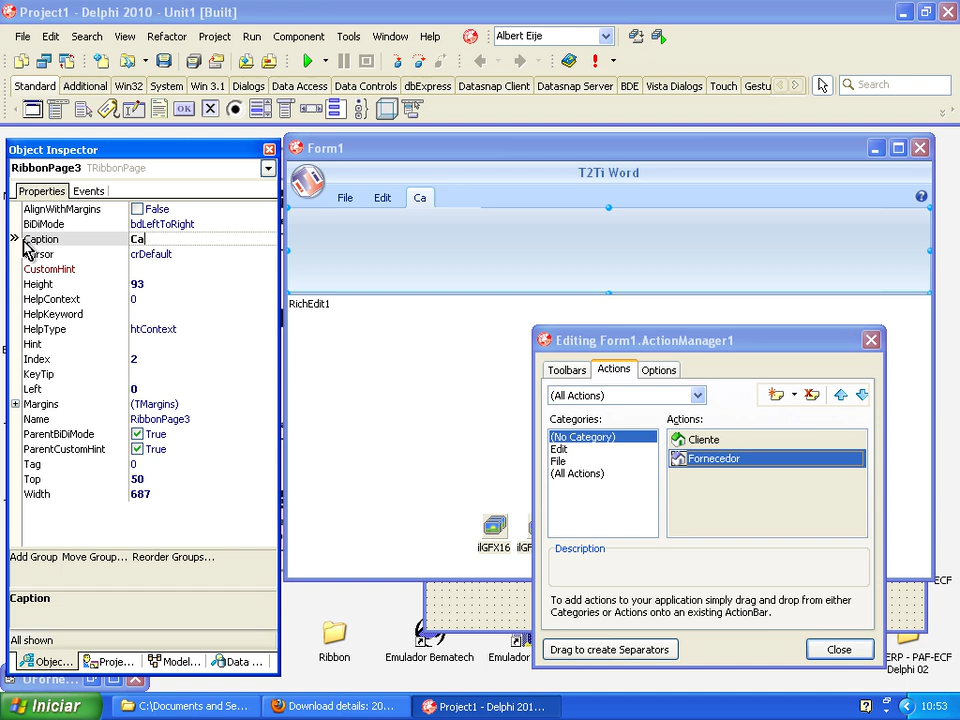 Project1 - Delphi 2010 - Unit1 [Built]
File Edit Search View Refactor Project Run Component Tools Window Help
Albert Eije
Standard Additional Win32 System Win 3.1 Dialogs Data Access Data Controls dbExpress Datasnap Client Datasnap Server BDE Vista Dialogs Touch Gestu
Search
OK
Object Inspector
RibbonPage3 TRibbonPage
Properties Events
AlignWithMargins False
BiDiMode bdLeftToRight
Caption Ca
ursor crDefault
CustomHint
Height 93
HelpContext 0
HelpKeyword
HelpType htContext
Hint
Index 2
KeyTip
Left 0
Margins (TMargins)
Name RibbonPage3
ParentBiDiMode True
ParentCustomHint True
Tag 0
Top 50
Width 687
Add Group Move Group... Reorder Groups...
Caption
All shown
Objec... Proje... Model... Data ...
Form1
T2Ti Word
File Edit Ca
RichEdit1
ilGFX16
Editing Form1.ActionManager1
Toolbars Actions Options
(All Actions)
Categories:
(No Category)
Edit
File
(All Actions)
Actions:
Cliente
Fornecedor
Description
To add actions to your application simply drag and drop from either
Categories or Actions onto an existing ActionBar.
Drag to create Separators
Close
Ribbon
Emulador Bematech
Emulador
ERP - PAF-ECF
Delphi 02
Iniciar
C:\Documents and Se...
Download details: 20...
Project1 - Delphi 201...
10:53